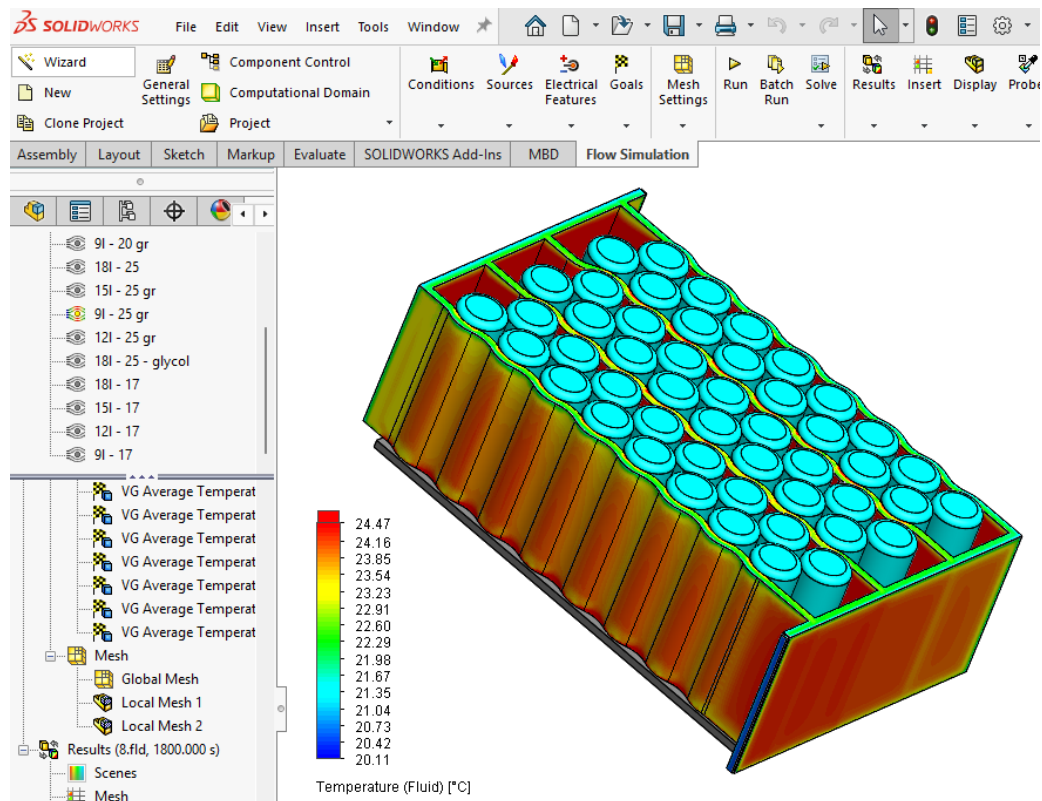 SOLIDWORKS
File Edit View Insert Tools Window
Wizard
New
Clone Project
General Settings
Component Control
Computational Domain
Project
Conditions
Sources
Electrical Features
Goals
Mesh Settings
Run
Batch Run
Solve
Results
Insert
Display
Probe
Assembly Layout Sketch Markup Evaluate SOLIDWORKS Add-Ins MBD Flow Simulation
9l - 20 gr
18l - 25
15l - 25 gr
9l - 25 gr
12l - 25 gr
18l - 25 - glycol
18l - 17
15l - 17
12l - 17
9l - 17
VG Average Temperat
VG Average Temperat
VG Average Temperat
VG Average Temperat
VG Average Temperat
VG Average Temperat
VG Average Temperat
Mesh
Global Mesh
Local Mesh 1
Local Mesh 2
Results (8.fld, 1800.000 s)
Scenes
Mesh
24.47
24.16
23.85
23.54
23.23
22.91
22.60
22.29
21.98
21.67
21.35
21.04
20.73
20.42
20.11
Temperature (Fluid) [°C]